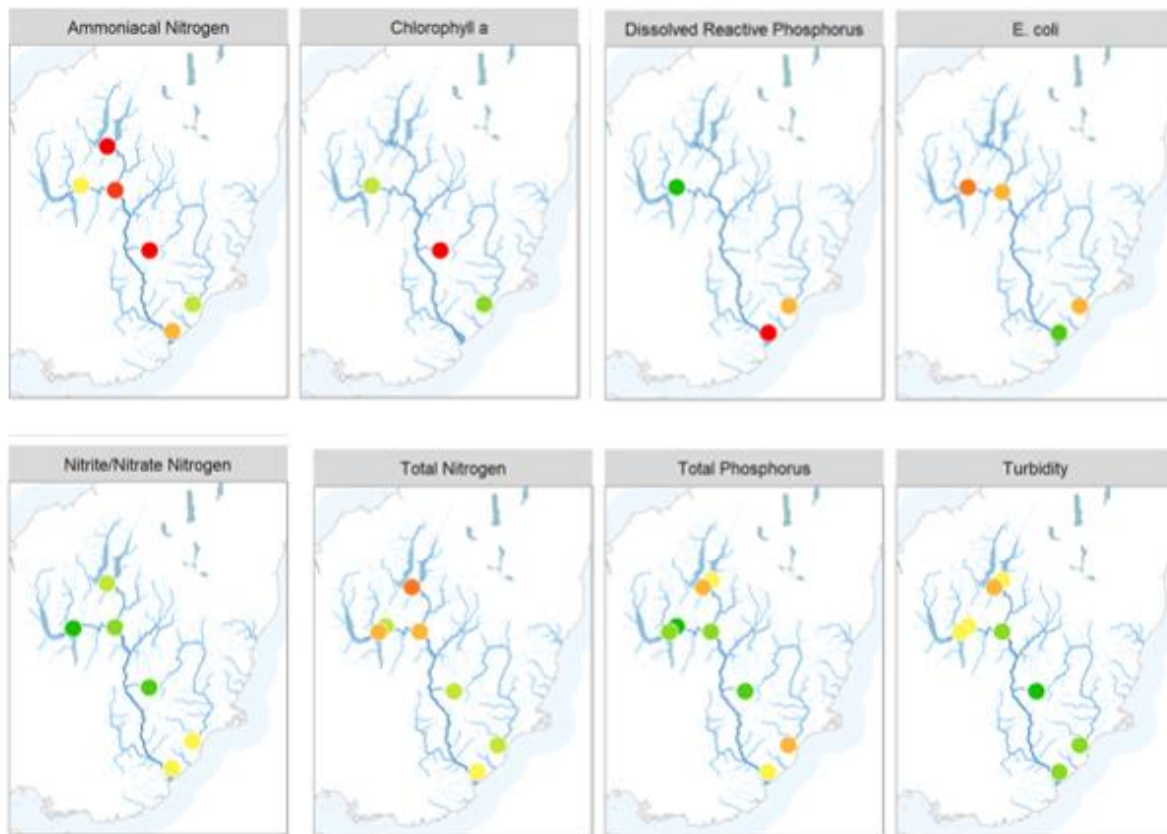 Ammoniacal Nitrogen
Chlorophyll a
Dissolved Reactive Phosphorus
E. coli
Nitrite/Nitrate Nitrogen
Total Nitrogen
Total Phosphorus
Turbidity